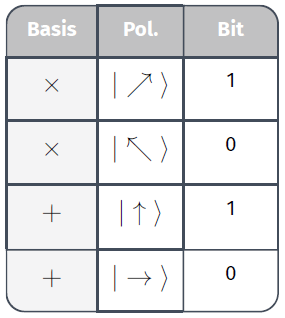 Basis Pol. Bit
× |↗⟩ 1
× |↖⟩ 0
+ |↑⟩ 1
+ |→⟩ 0